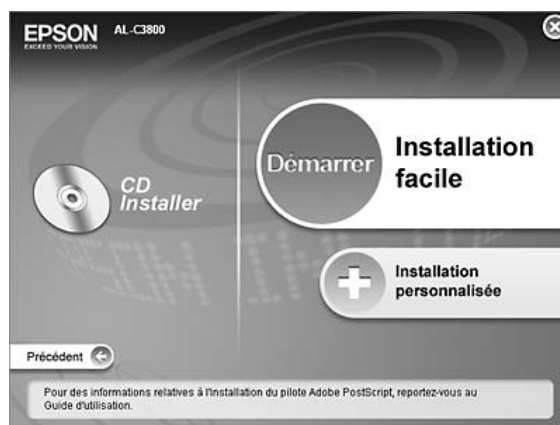 EPSON
EXCEED YOUR VISION
AL-C3800
CD
Installer
Démarrer
Installation
facile
Installation
personnalisée
Précédent
Pour des informations relatives à l'installation du pilote Adobe PostScript, reportez-vous au
Guide d'utilisation.